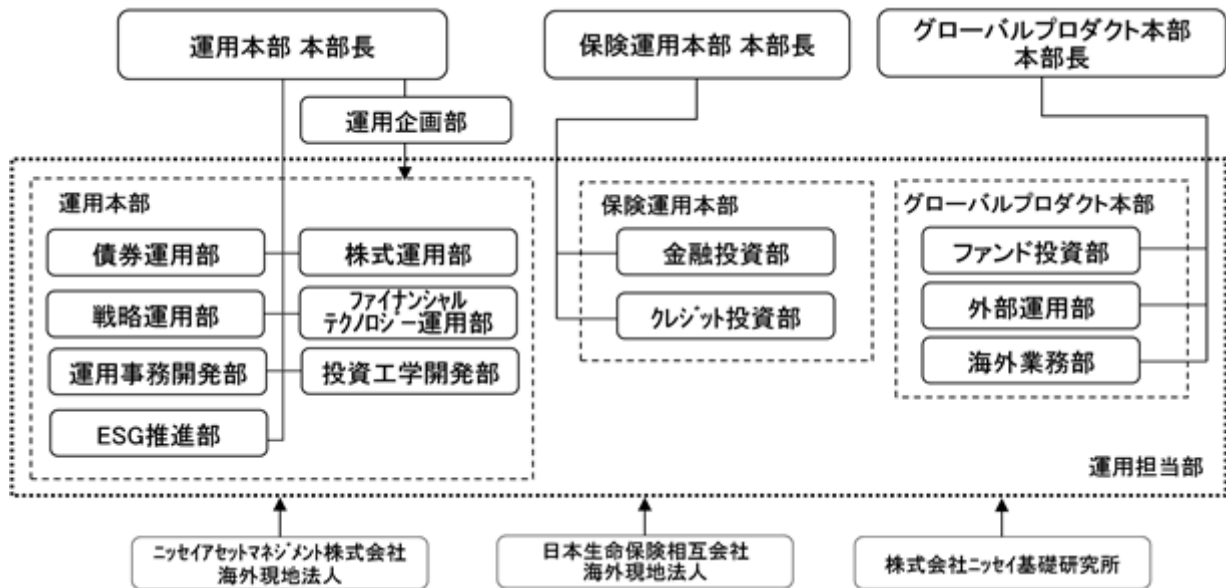 運用本部 本部長
保険運用本部 本部長
グローバルプロダクト本部
本部長
運用企画部
運用本部
債券運用部
株式運用部
戦略運用部
ファイナンシャル
テクノロジー運用部
運用事務開発部
投資工学開発部
ESG推進部
保険運用本部
金融投資部
クレジット投資部
グローバルプロダクト本部
ファンド投資部
外部運用部
海外業務部
運用担当部
ニッセイアセットマネジメント株式会社
海外現地法人
日本生命保険相互会社
海外現地法人
株式会社ニッセイ基礎研究所